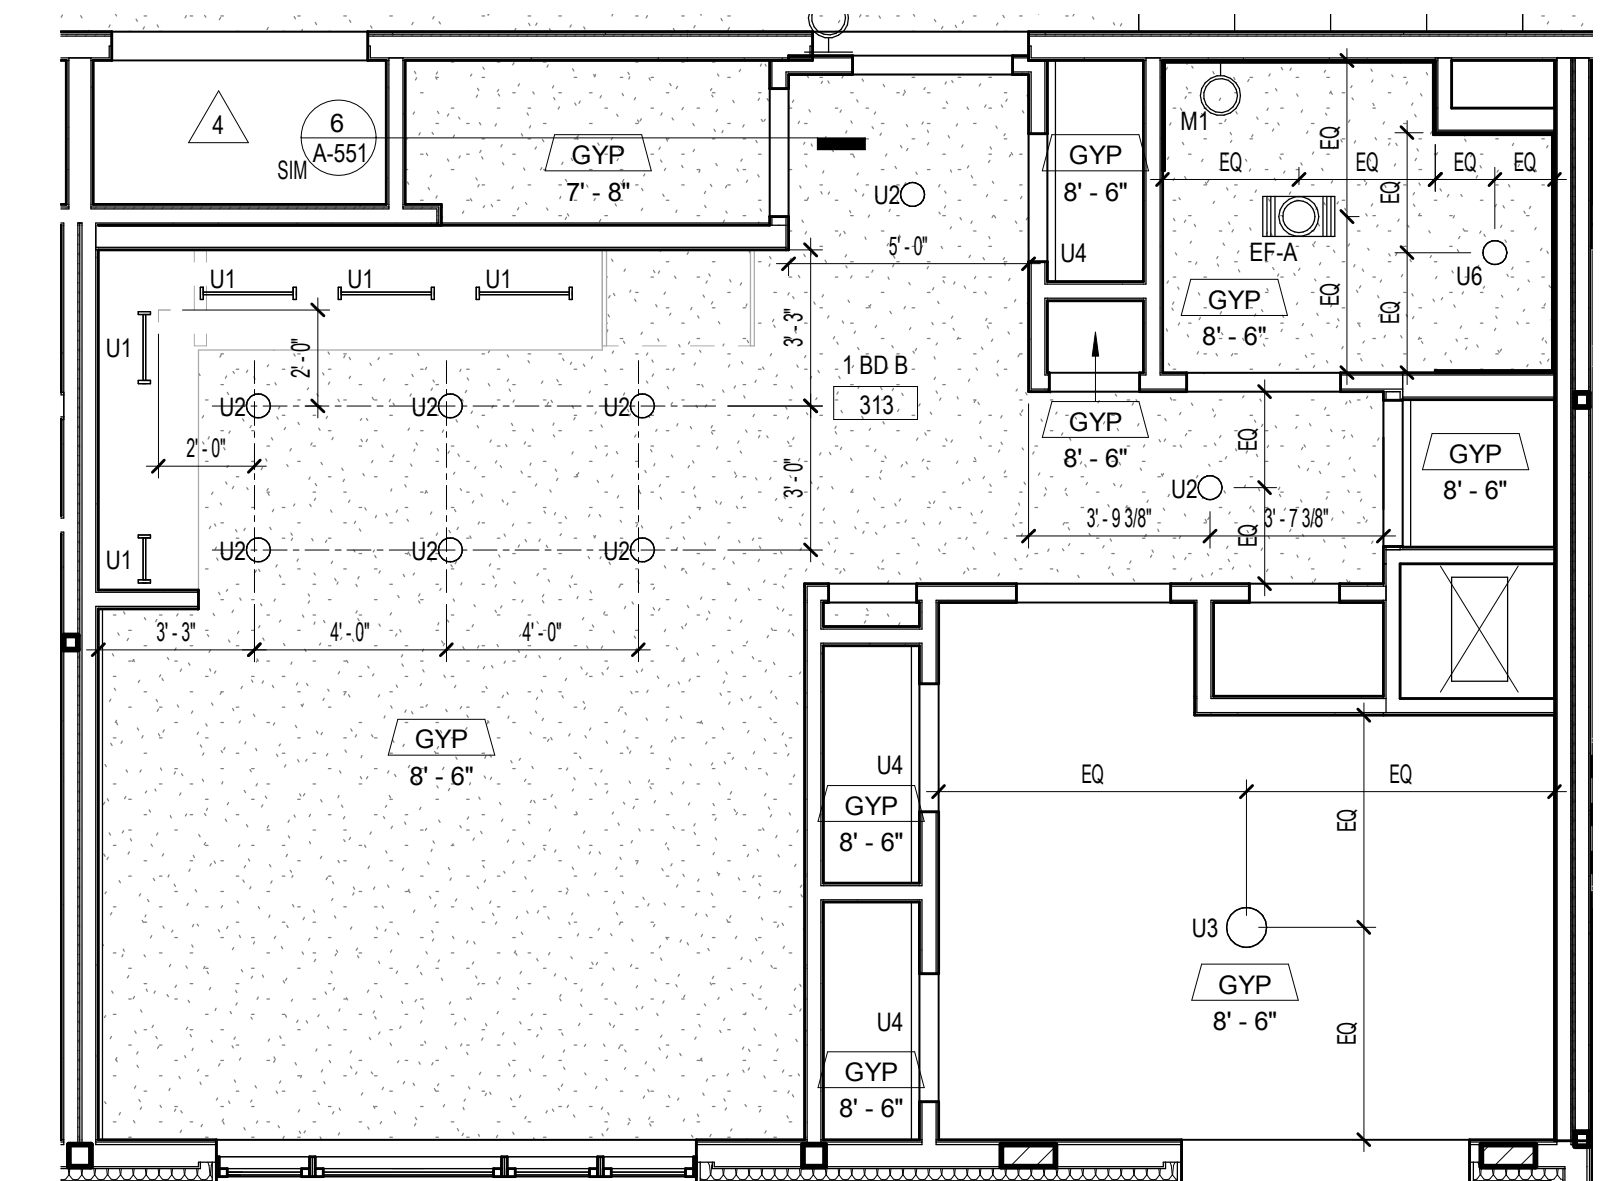 4
6
A-551
SIM
GYP
7' - 8"
U2
GYP
8' - 6"
U4
M1
EQ
EQ
EQ
EQ
EQ
EQ
EF-A
U6
GYP
8' - 6"
EQ
EQ
5' - 0"
U1
U1
U1
U1
2' - 0"
3' - 3"
1 BD B
313
U2
U2
U2
2' - 0"
GYP
8' - 6"
EQ
GYP
8' - 6"
U2
3' - 0"
3' - 9 3/8"
EQ
3' - 7 3/8"
U1
U2
U2
U2
3' - 3"
4' - 0"
4' - 0"
GYP
8' - 6"
U4
GYP
8' - 6"
EQ
EQ
EQ
U3
GYP
8' - 6"
U4
EQ
GYP
8' - 6"